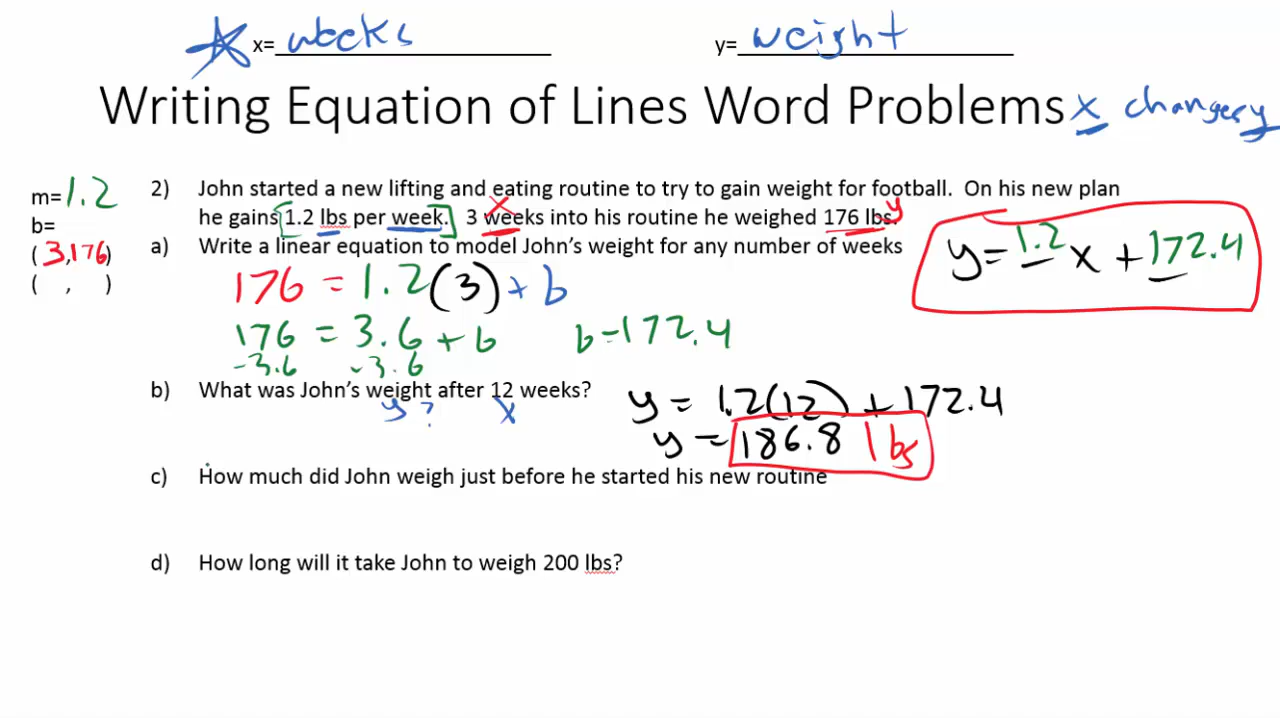 x= weeks y= weight
Writing Equation of Lines Word Problems x changes y
m=1.2 2) John started a new lifting and eating routine to try to gain weight for football. On his new plan
b= he gains [1.2 lbs per week.] 3 weeks into his routine he weighed 176 lbs
x y
(3,176) a) Write a linear equation to model John's weight for any number of weeks
y = 1.2x + 172.4
( , ) 176 = 1.2(3) + b
176 = 3.6 + b b=172.4
-3.6 -3.6
b) What was John's weight after 12 weeks? y = 1.2(12) + 172.4
y ? x y = 186.8 lbs
c) How much did John weigh just before he started his new routine
d) How long will it take John to weigh 200 lbs?